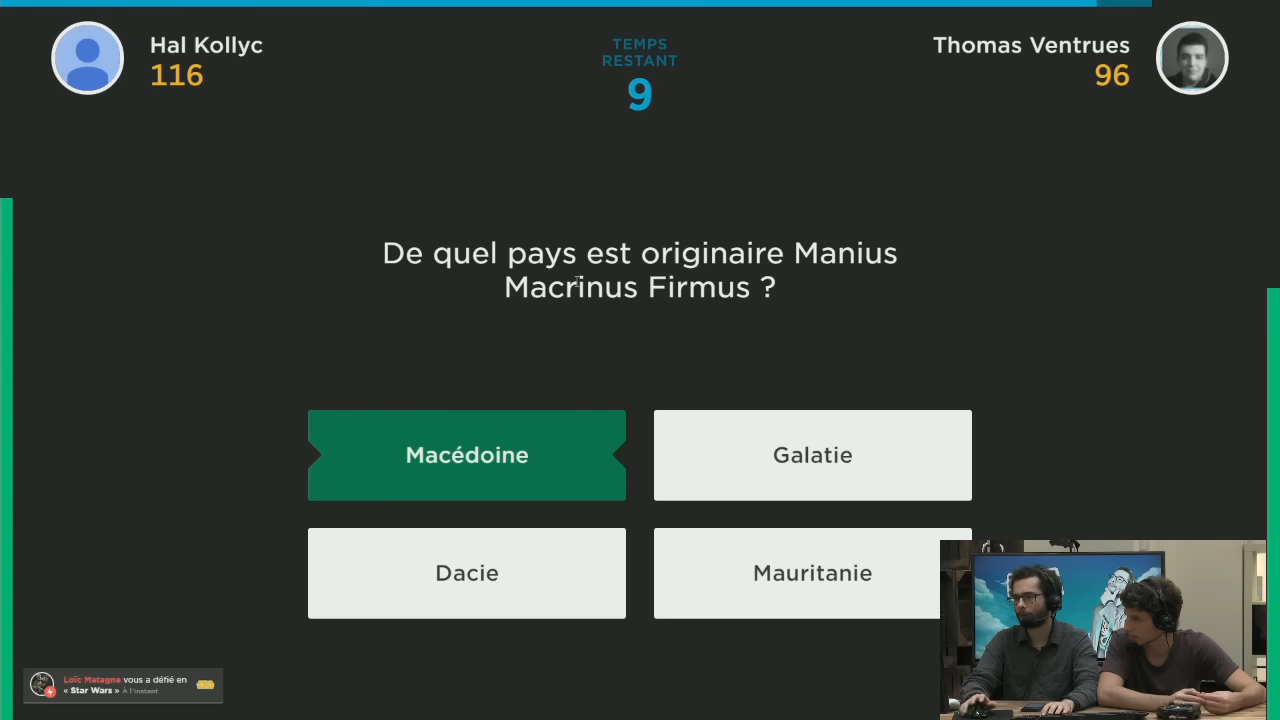 Hal Kollyc
116
TEMPS
RESTANT
9
Thomas Ventrues
96
De quel pays est originaire Manius
Macrinus Firmus ?
Macédoine
Galatie
Dacie
Mauritanie
Loïc Matagne vous a défié en
« Star Wars » À l'instant